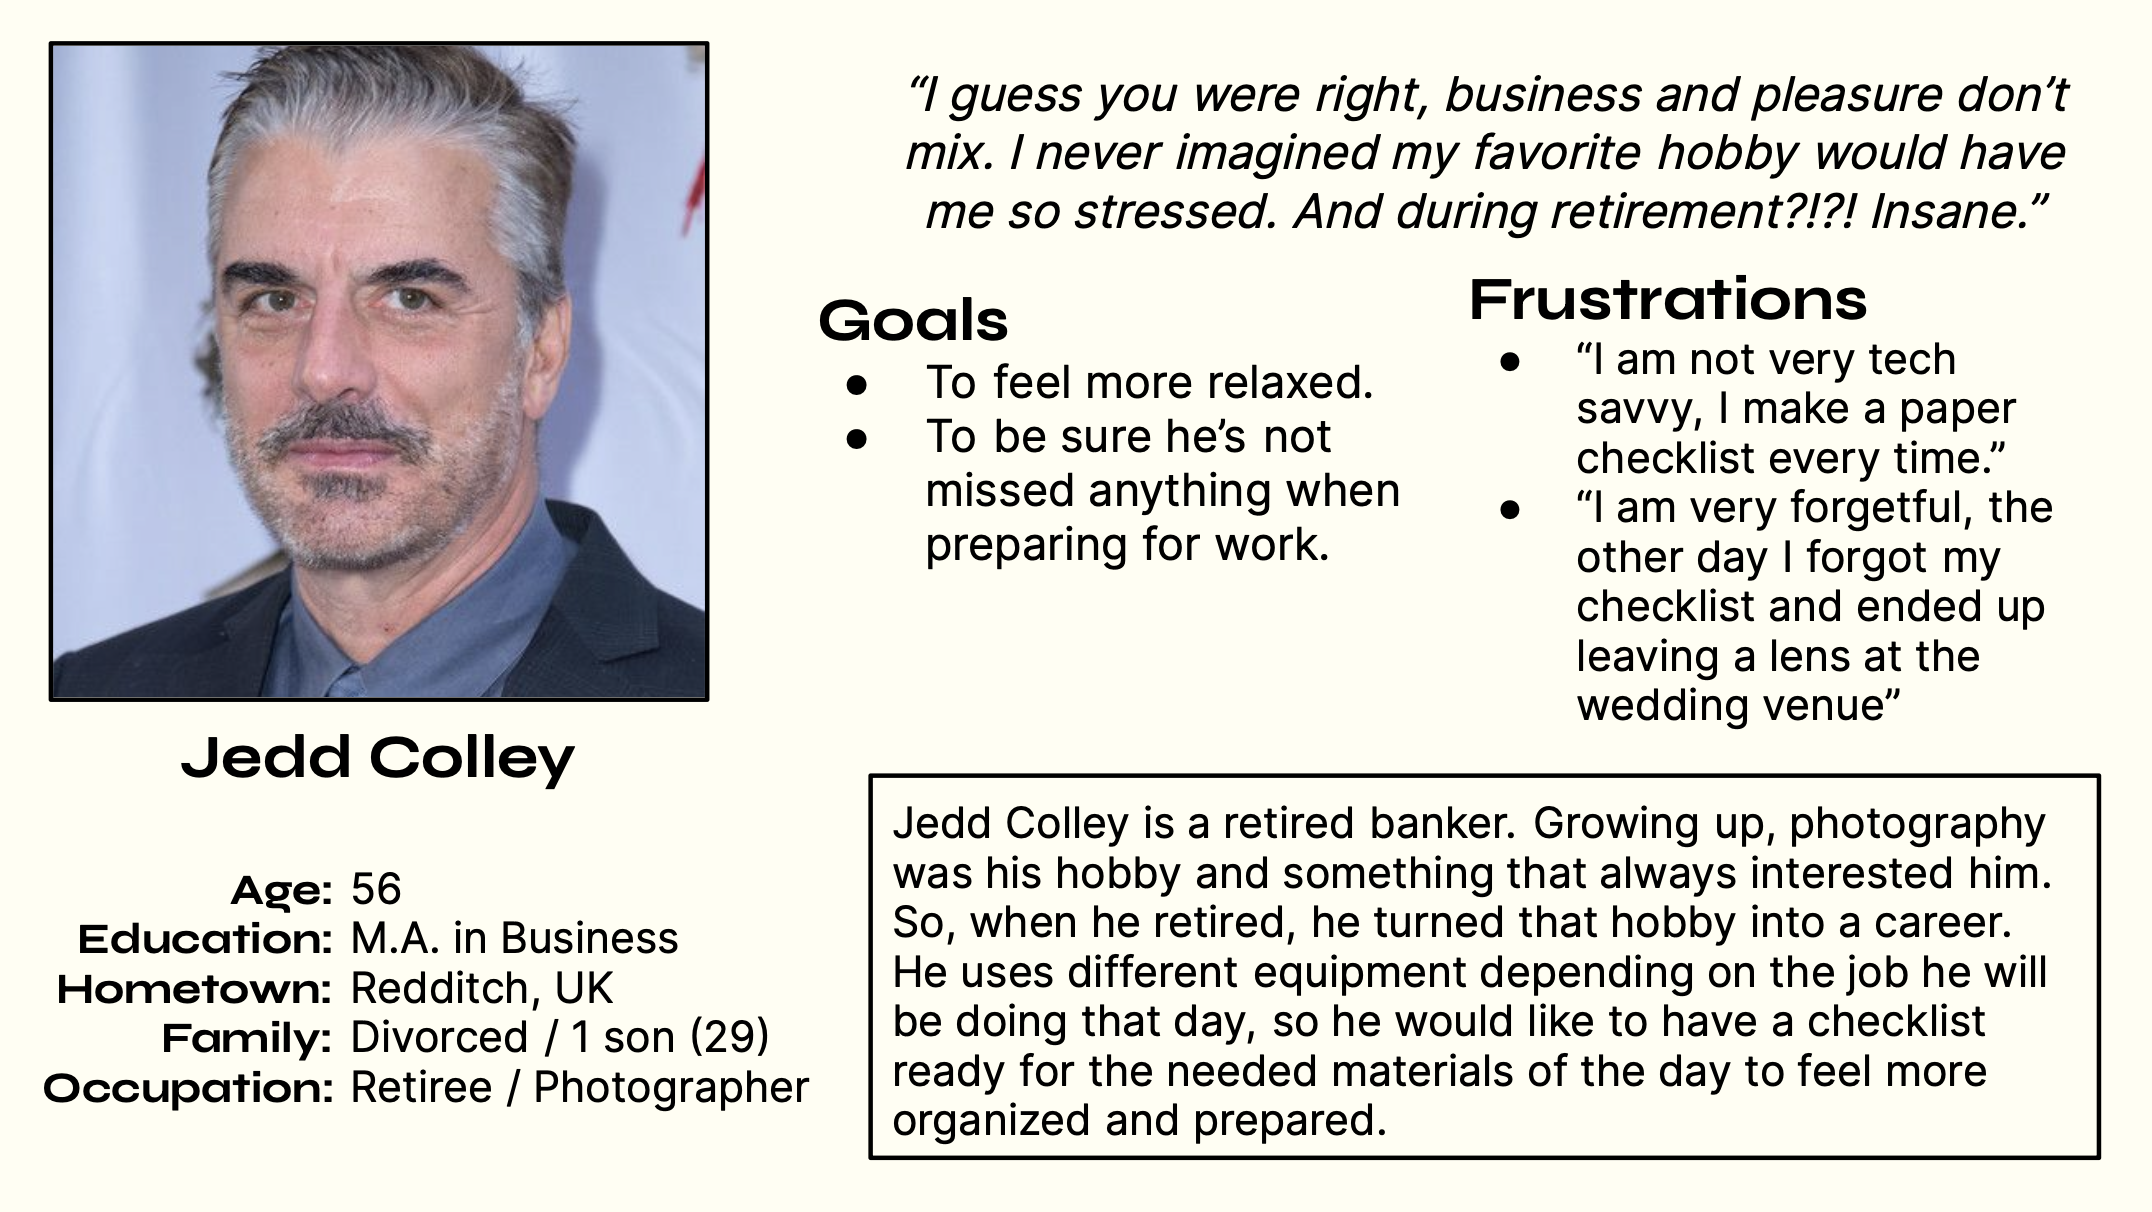 “I guess you were right, business and pleasure don’t
mix. I never imagined my favorite hobby would have
me so stressed. And during retirement?!?! Insane.”
Goals
● To feel more relaxed.
● To be sure he’s not
missed anything when
preparing for work.
Frustrations
● “I am not very tech
savvy, I make a paper
checklist every time.”
● “I am very forgetful, the
other day I forgot my
checklist and ended up
leaving a lens at the
wedding venue”
Jedd Colley
Age: 56
Education: M.A. in Business
Hometown: Redditch, UK
Family: Divorced / 1 son (29)
Occupation: Retiree / Photographer
Jedd Colley is a retired banker. Growing up, photography
was his hobby and something that always interested him.
So, when he retired, he turned that hobby into a career.
He uses different equipment depending on the job he will
be doing that day, so he would like to have a checklist
ready for the needed materials of the day to feel more
organized and prepared.